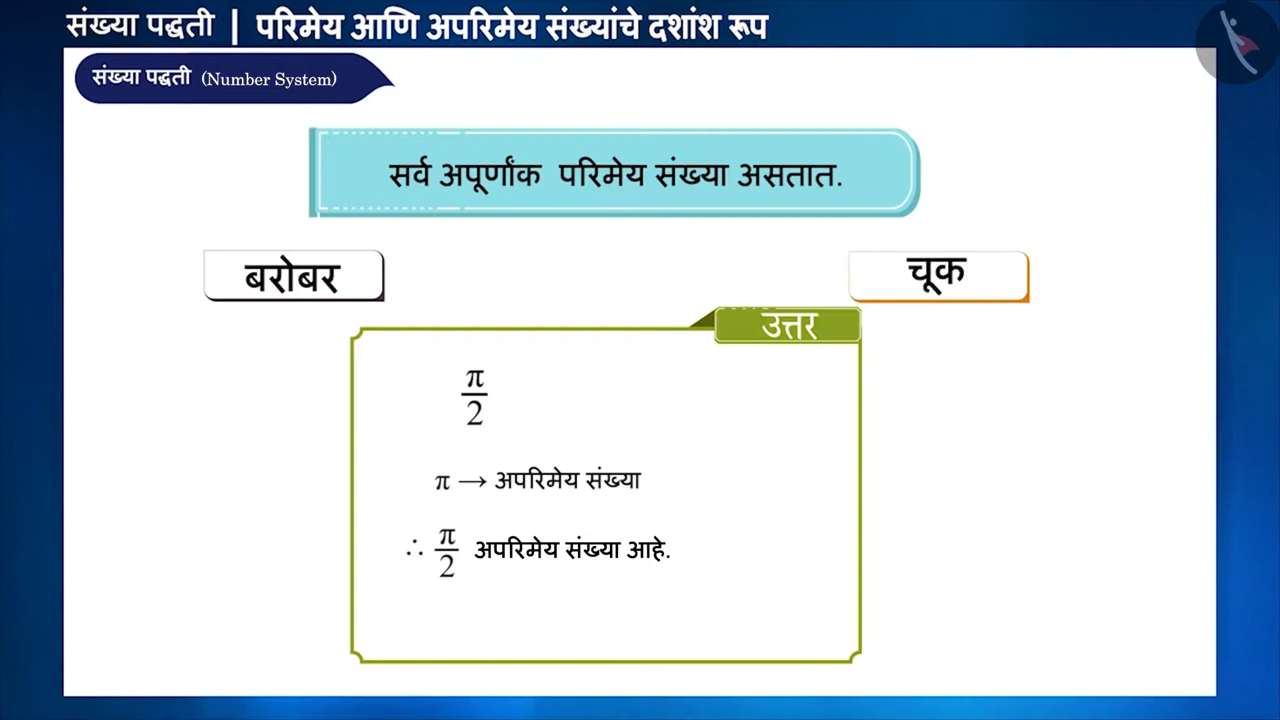 संख्या पद्धती | परिमेय आणि अपरिमेय संख्यांचे दशांश रूप
संख्या पद्धती (Number System)
सर्व अपूर्णांक परिमेय संख्या असतात.
बरोबर
चूक
उत्तर
π/2
π → अपरिमेय संख्या
∴ π/2 अपरिमेय संख्या आहे.